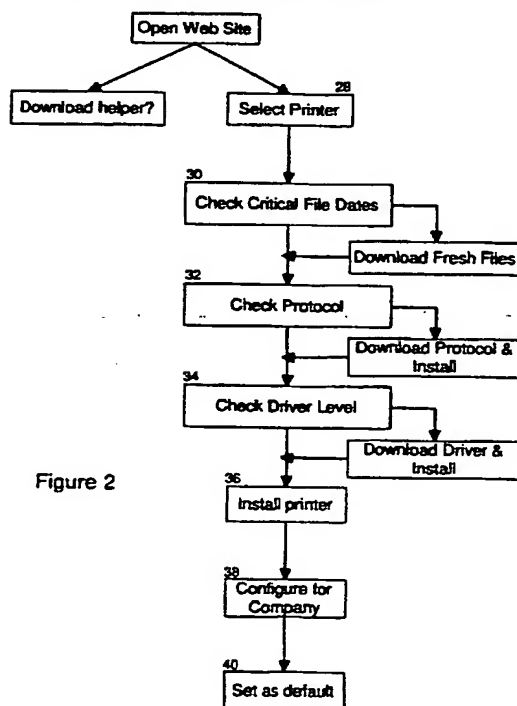 Open Web Site
Download helper?
28
Select Printer
30
Check Critical File Dates
Download Fresh Files
32
Check Protocol
Download Protocol &
Install
34
Check Driver Level
Download Driver &
Install
Figure 2
36
Install printer
38
Configure for
Company
40
Set as default